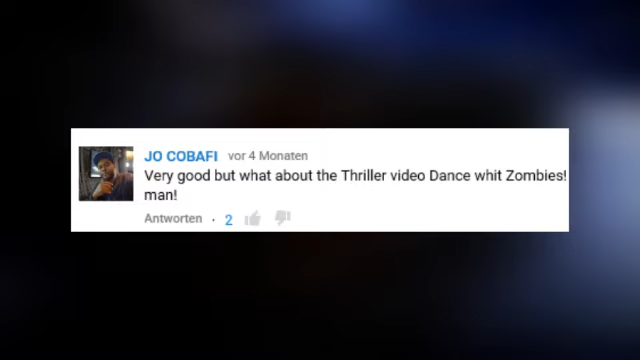 JO COBAFI vor 4 Monaten
Very good but what about the Thriller video Dance whit Zombies!
man!
Antworten · 2